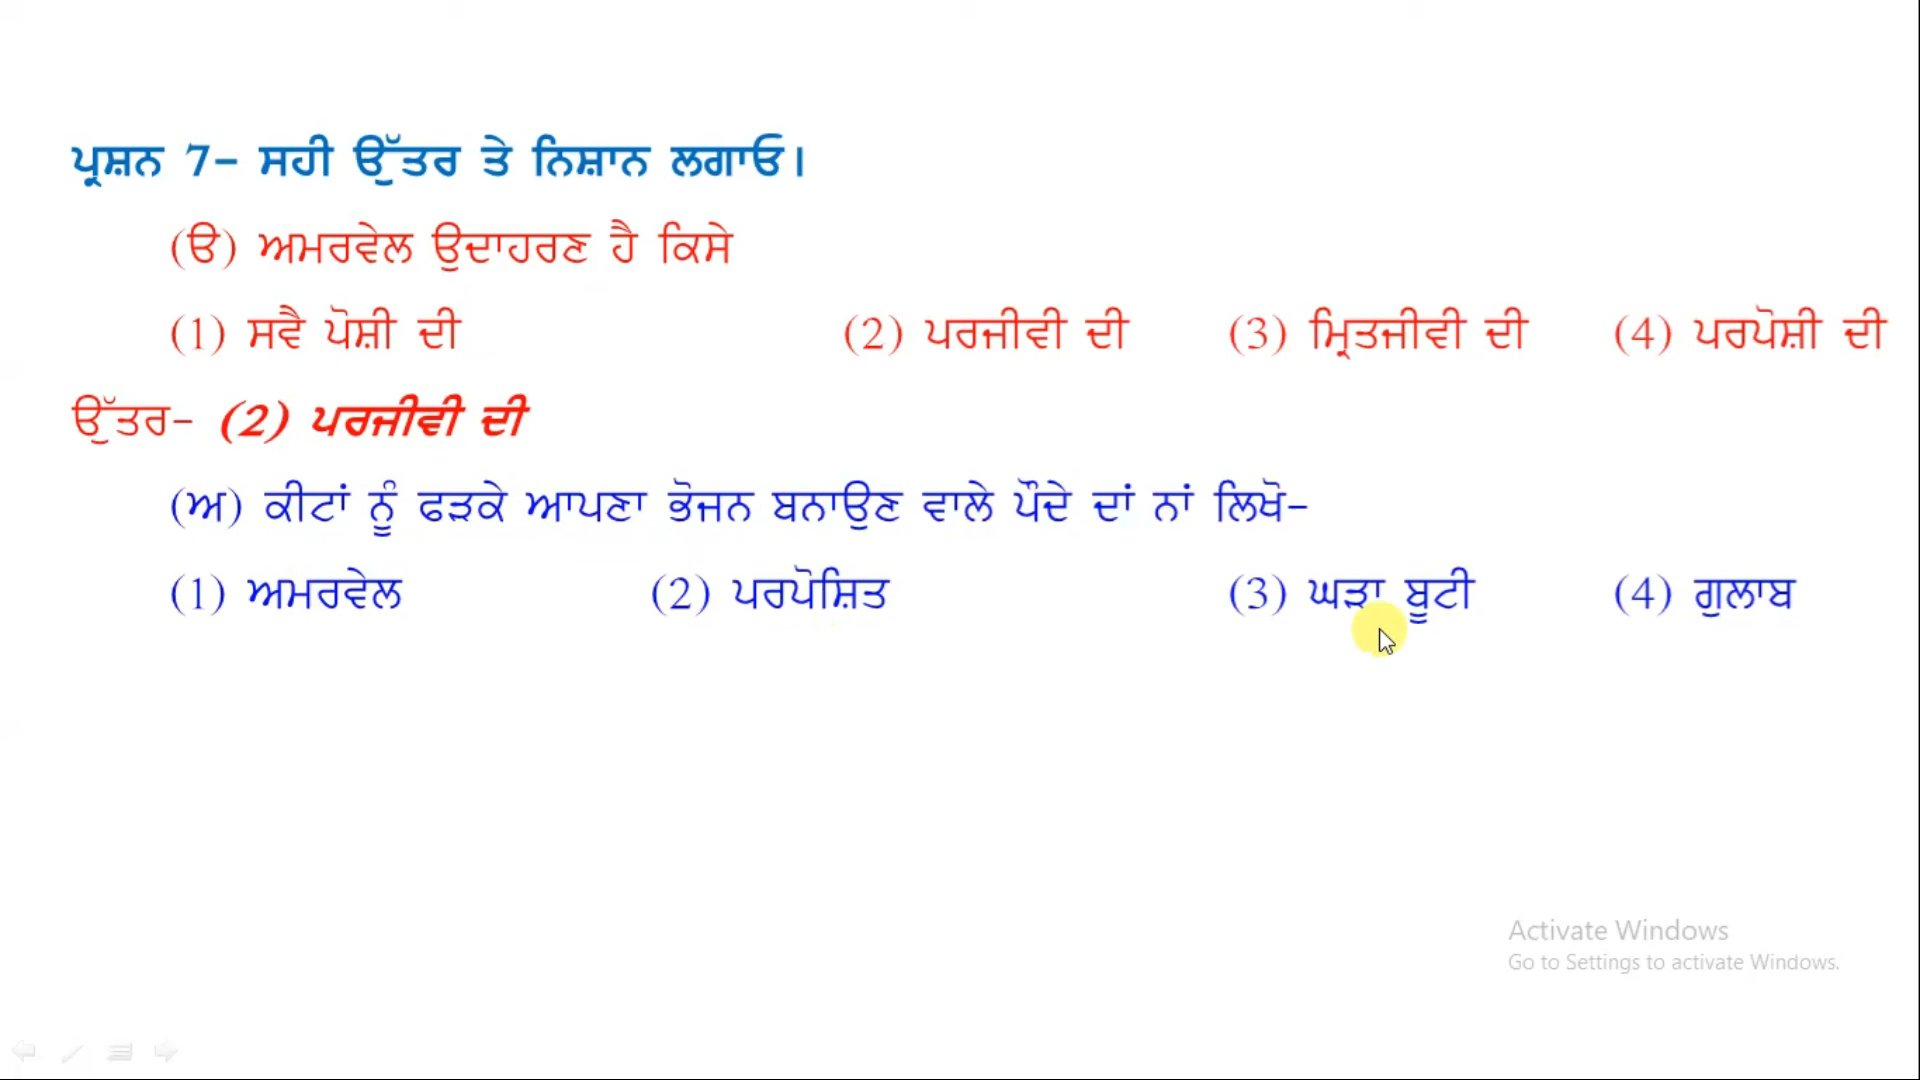 ਪ੍ਰਸ਼ਨ 7- ਸਹੀ ਉੱਤਰ ਤੇ ਨਿਸ਼ਾਨ ਲਗਾਓ।
(ੳ) ਅਮਰਵੇਲ ਉਦਾਹਰਣ ਹੈ ਕਿਸੇ
(1) ਸਵੈ ਪੋਸ਼ੀ ਦੀ (2) ਪਰਜੀਵੀ ਦੀ (3) ਮ੍ਰਿਤਜੀਵੀ ਦੀ (4) ਪਰਪੋਸ਼ੀ ਦੀ
ਉੱਤਰ- (2) ਪਰਜੀਵੀ ਦੀ
(ਅ) ਕੀਟਾਂ ਨੂੰ ਫੜਕੇ ਆਪਣਾ ਭੋਜਨ ਬਨਾਉਣ ਵਾਲੇ ਪੌਦੇ ਦਾਂ ਨਾਂ ਲਿਖੋ-
(1) ਅਮਰਵੇਲ (2) ਪਰਪੋਸ਼ਿਤ (3) ਘੜਾ ਬੂਟੀ (4) ਗੁਲਾਬ
Activate Windows
Go to Settings to activate Windows.